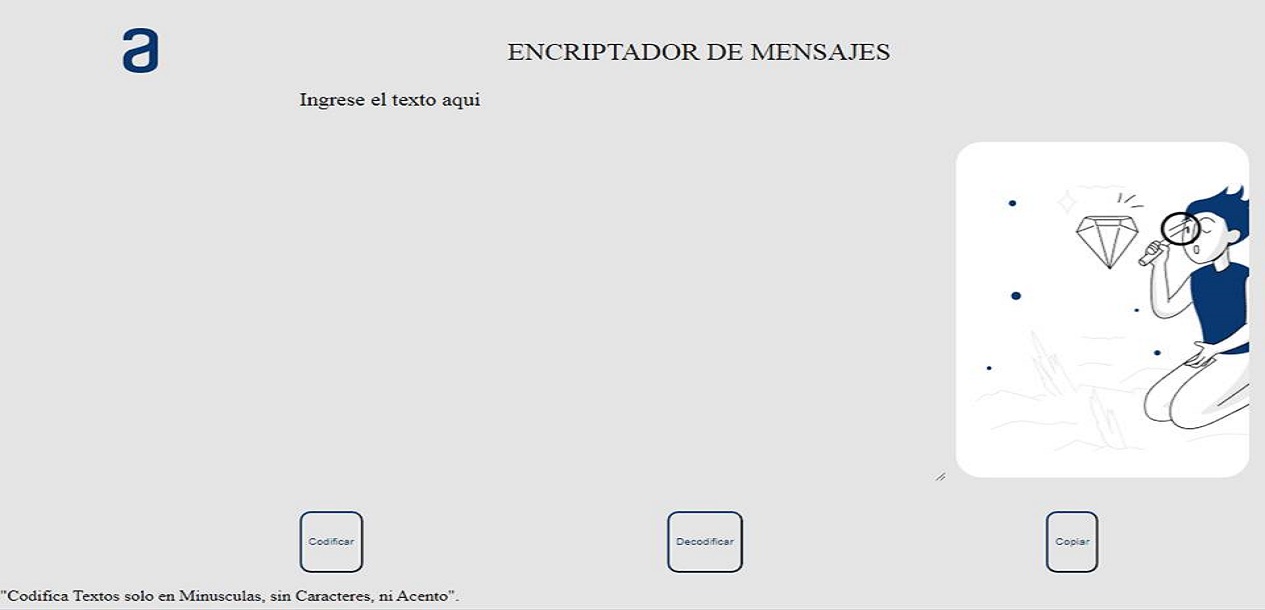 a
ENCRIPTADOR DE MENSAJES
Ingrese el texto aqui
Codificar
Decodificar
Copiar
"Codifica Textos solo en Minusculas, sin Caracteres, ni Acento".